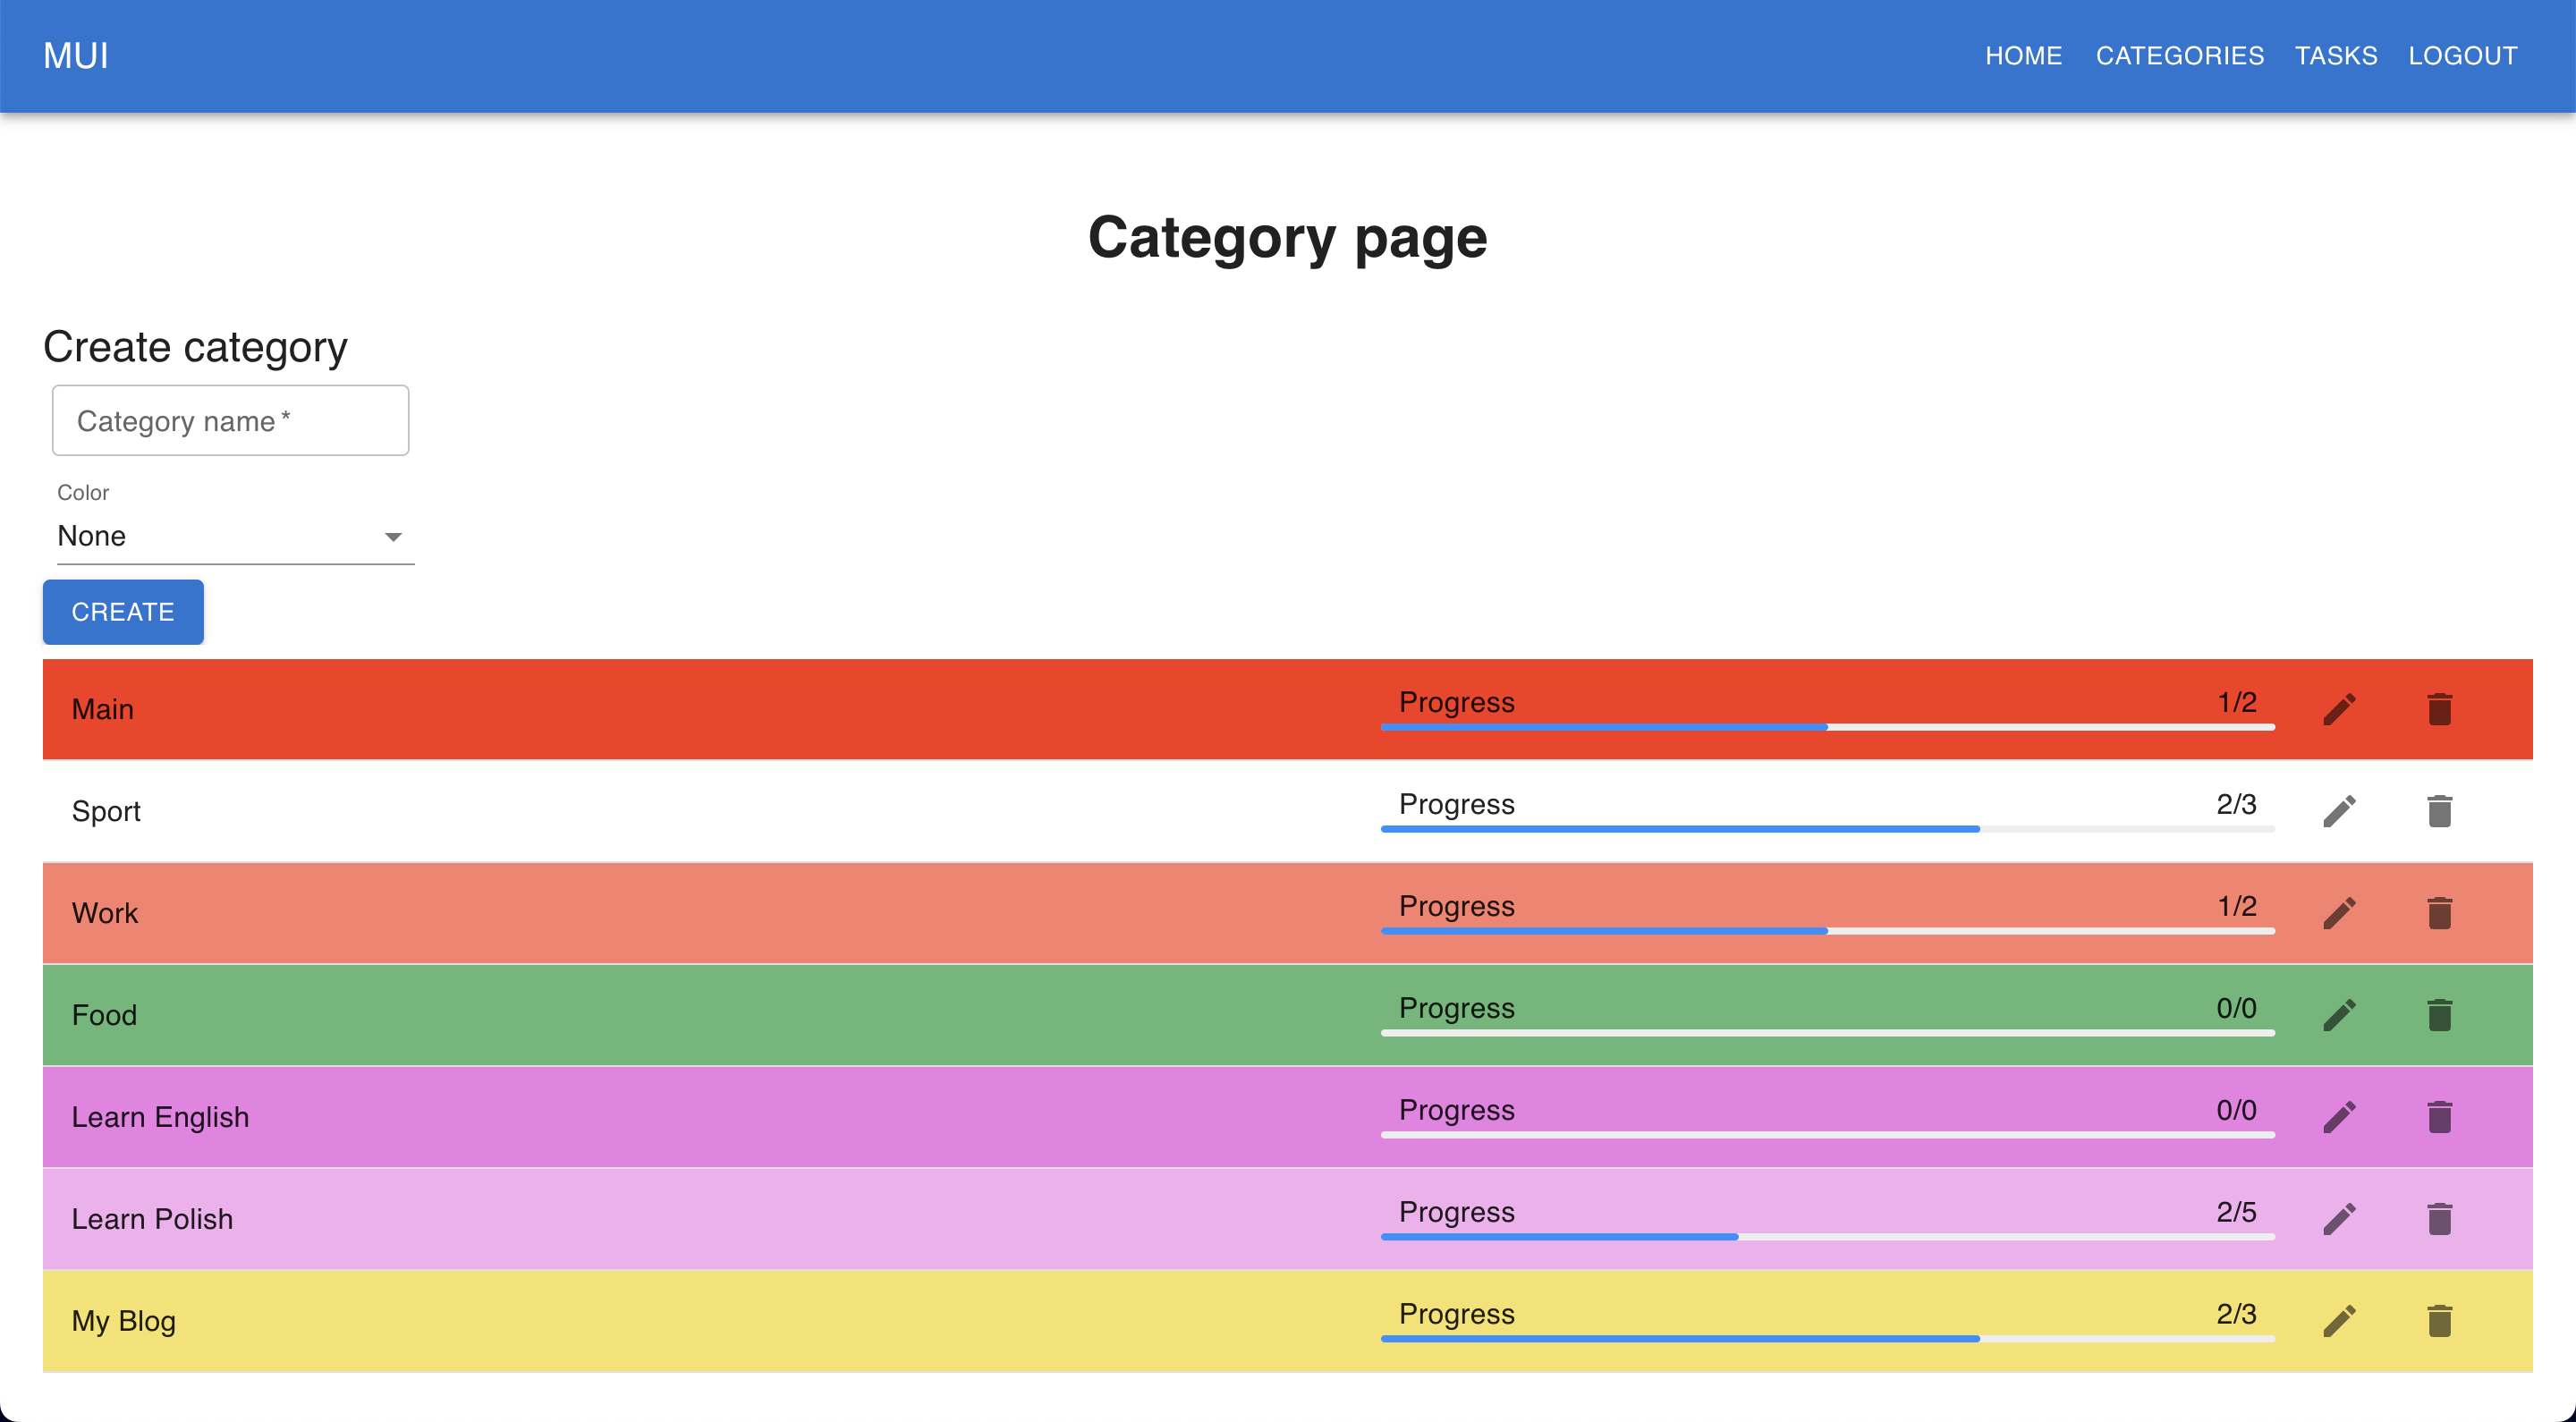 MUI HOME CATEGORIES TASKS LOGOUT
Category page
Create category
Category name *
Color
None
CREATE
Main Progress 1/2
Sport Progress 2/3
Work Progress 1/2
Food Progress 0/0
Learn English Progress 0/0
Learn Polish Progress 2/5
My Blog Progress 2/3